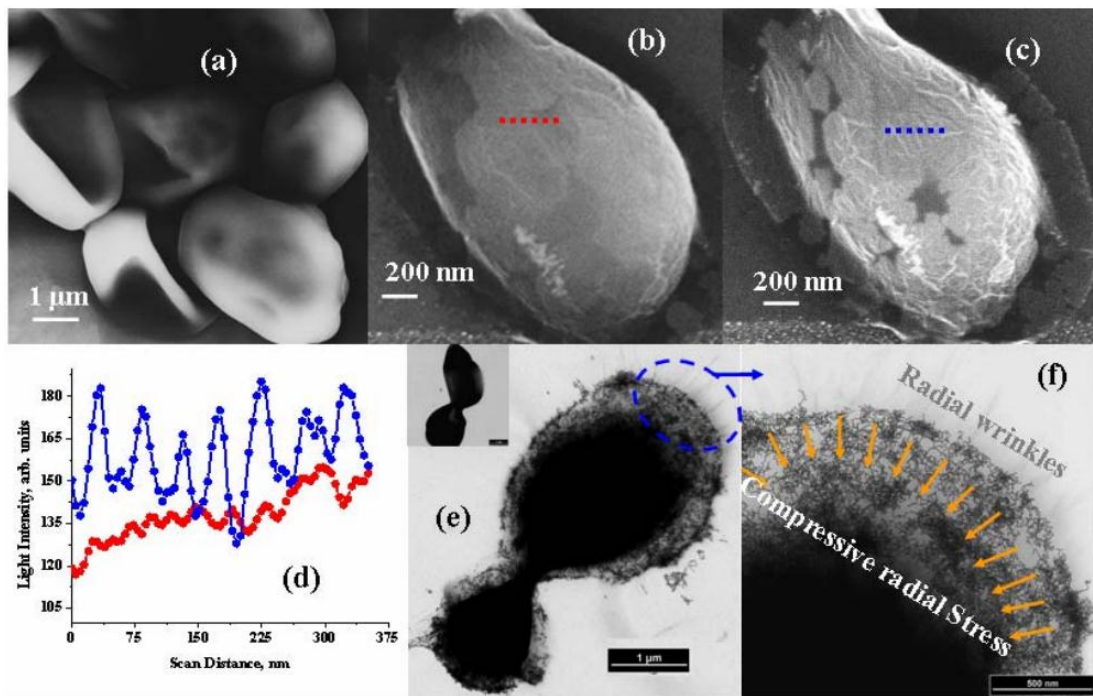 (a)
1 µm
(b)
200 nm
(c)
200 nm
180
165
150
135
120
105
Light Intensity, arb. units
(d)
0
75
150
225
300
375
Scan Distance, nm
(e)
1 µm
(f)
Radial wrinkles
Compressive radial Stress
500 nm